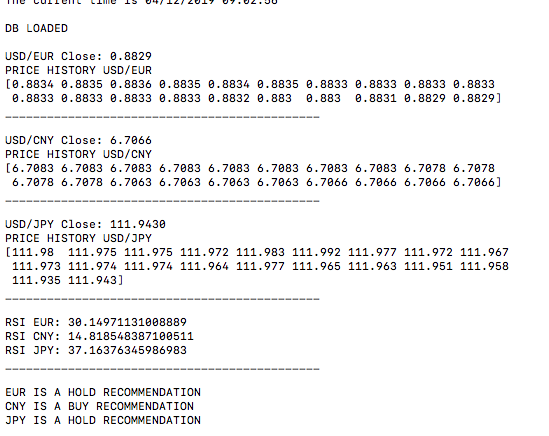 The current time is 04/12/2019 09:02:56
DB LOADED
USD/EUR Close: 0.8829
PRICE HISTORY USD/EUR
[0.8834 0.8835 0.8836 0.8835 0.8834 0.8835 0.8833 0.8833 0.8833 0.8833
0.8833 0.8833 0.8833 0.8833 0.8832 0.883  0.883  0.8831 0.8829 0.8829]
_____________________________________________
USD/CNY Close: 6.7066
PRICE HISTORY USD/CNY
[6.7083 6.7083 6.7083 6.7083 6.7083 6.7083 6.7083 6.7083 6.7078 6.7078
6.7078 6.7078 6.7063 6.7063 6.7063 6.7063 6.7066 6.7066 6.7066 6.7066]
_____________________________________________
USD/JPY Close: 111.9430
PRICE HISTORY USD/JPY
[111.98  111.975 111.975 111.972 111.983 111.992 111.977 111.972 111.967
111.973 111.974 111.974 111.964 111.977 111.965 111.963 111.951 111.958
111.935 111.943]
_____________________________________________
RSI EUR: 30.14971131008889
RSI CNY: 14.818548387100511
RSI JPY: 37.16376345986983
_____________________________________________
EUR IS A HOLD RECOMMENDATION
CNY IS A BUY RECOMMENDATION
JPY IS A HOLD RECOMMENDATION